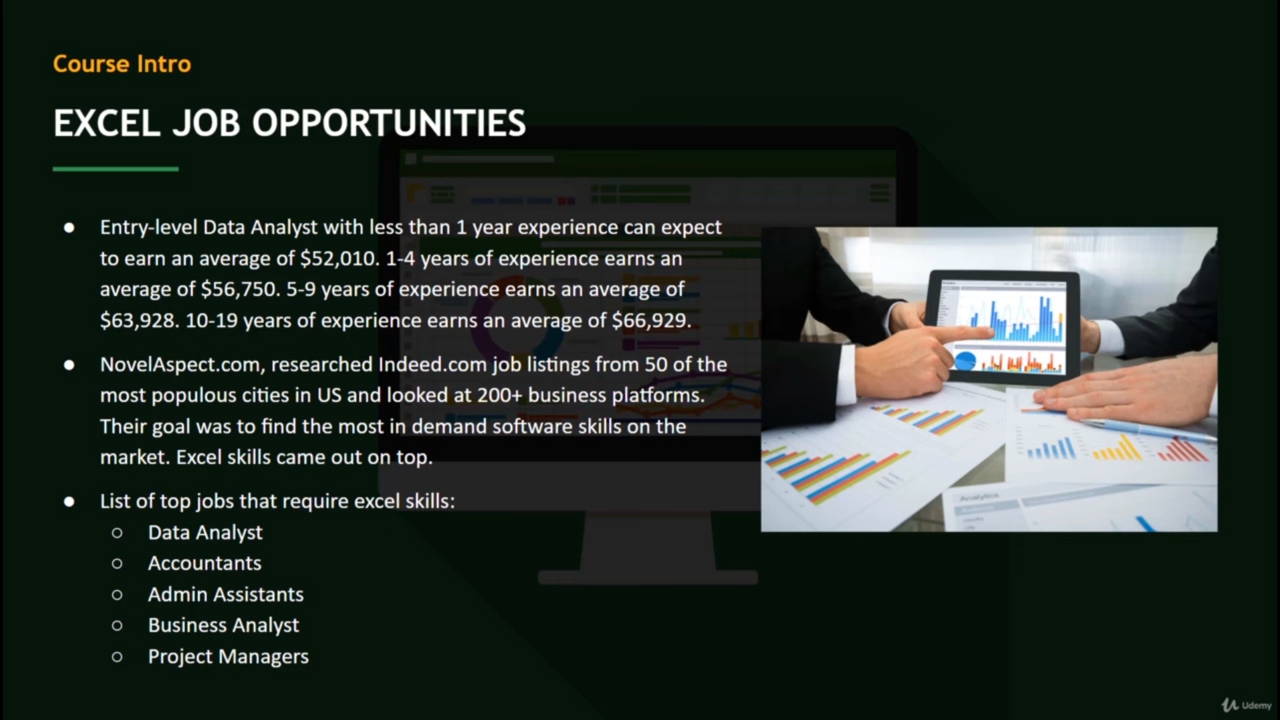 Course Intro
EXCEL JOB OPPORTUNITIES
● Entry-level Data Analyst with less than 1 year experience can expect
to earn an average of $52,010. 1-4 years of experience earns an
average of $56,750. 5-9 years of experience earns an average of
$63,928. 10-19 years of experience earns an average of $66,929.
● NovelAspect.com, researched Indeed.com job listings from 50 of the
most populous cities in US and looked at 200+ business platforms.
Their goal was to find the most in demand software skills on the
market. Excel skills came out on top.
● List of top jobs that require excel skills:
○ Data Analyst
○ Accountants
○ Admin Assistants
○ Business Analyst
○ Project Managers
Analytics
Udemy